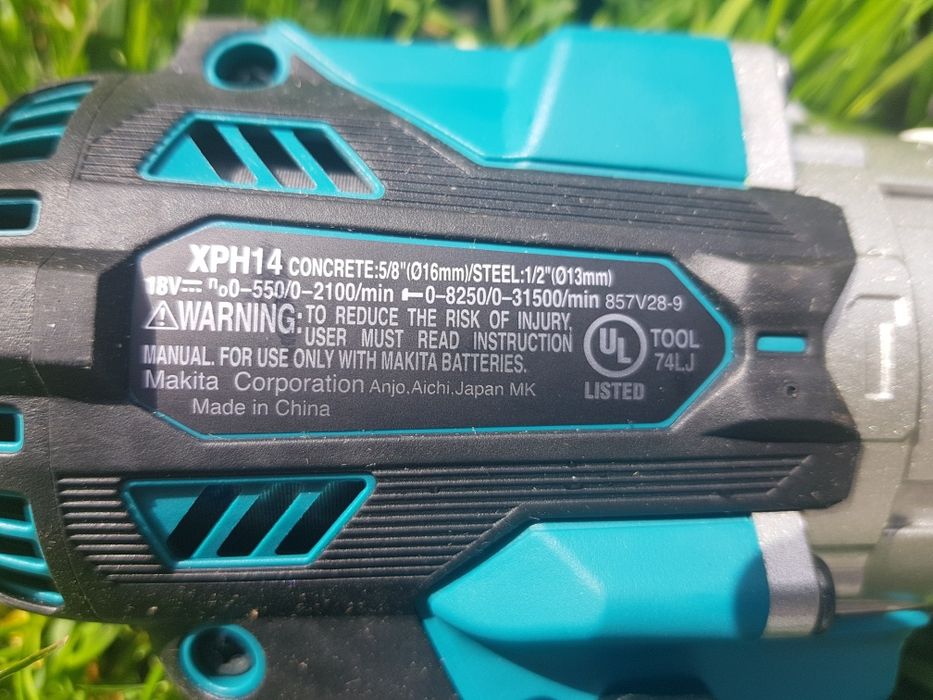 XPH14 CONCRETE:5/8"(Ø16mm)/STEEL:1/2"(Ø13mm)
18V⎓ n₀0-550/0-2100/min 0-8250/0-31500/min 857V28-9
⚠WARNING: TO REDUCE THE RISK OF INJURY,
USER MUST READ INSTRUCTION
MANUAL. FOR USE ONLY WITH MAKITA BATTERIES.
Makita Corporation Anjo.Aichi.Japan MK
Made in China
UL
LISTED
TOOL
74LJ